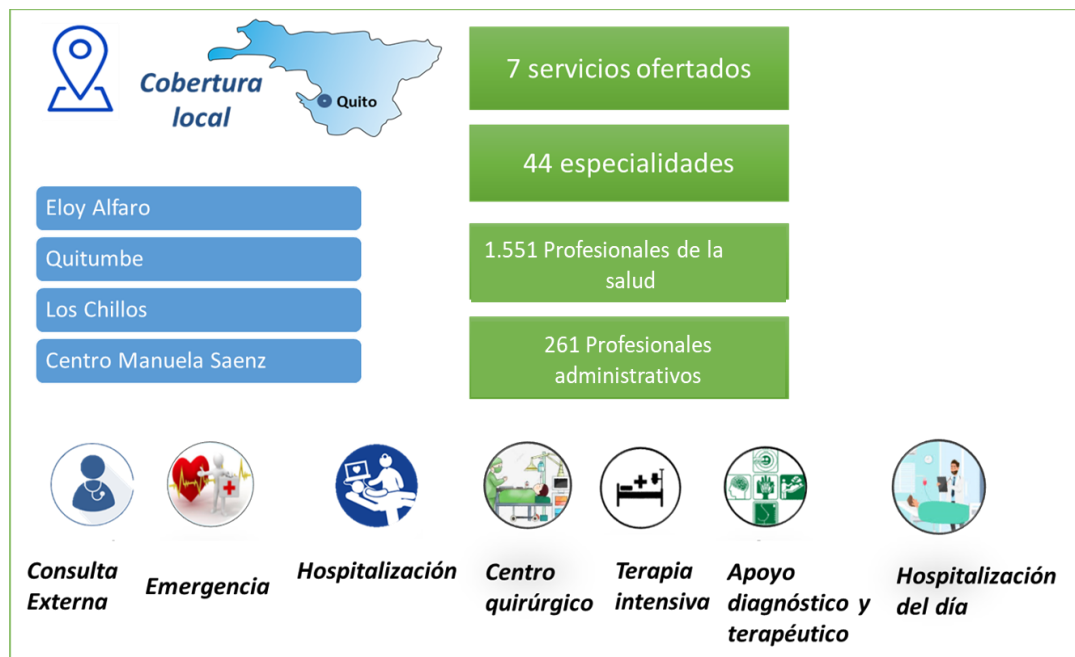 Cobertura
local
Quito
7 servicios ofertados
44 especialidades
1.551 Profesionales de la
salud
261 Profesionales
administrativos
Eloy Alfaro
Quitumbe
Los Chillos
Centro Manuela Saenz
Consulta
Externa
Emergencia
Hospitalización
Centro
quirúrgico
Terapia
intensiva
Apoyo
diagnóstico y
terapéutico
Hospitalización
del día